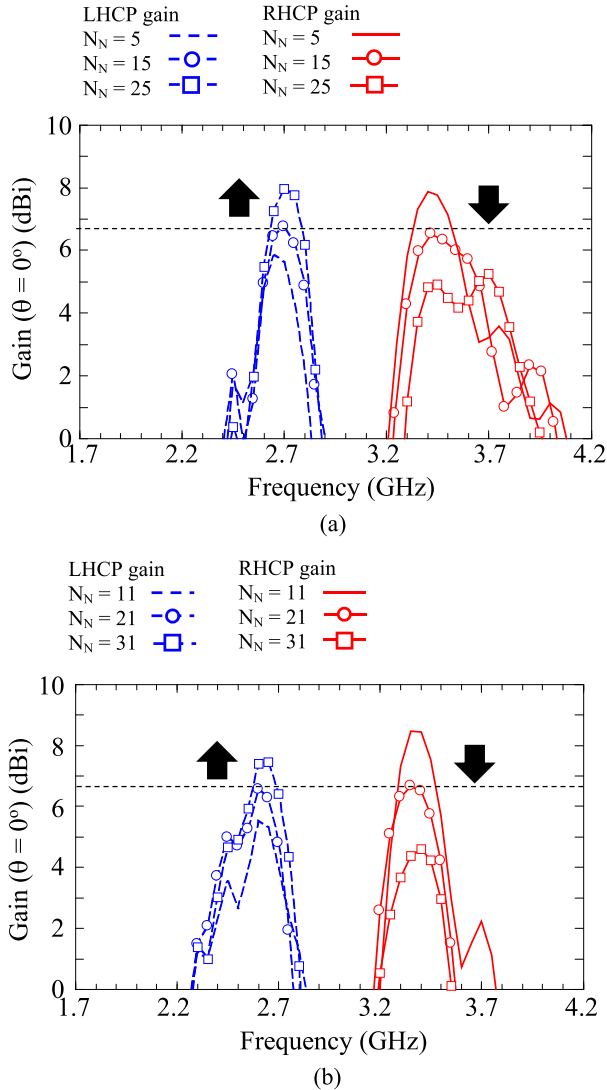 LHCP gain RHCP gain
N_N = 5 N_N = 5
N_N = 15 N_N = 15
N_N = 25 N_N = 25
10
8
6
4
2
0
Gain (θ = 0º) (dBi)
1.7 2.2 2.7 3.2 3.7 4.2
Frequency (GHz)
(a)
LHCP gain RHCP gain
N_N = 11 N_N = 11
N_N = 21 N_N = 21
N_N = 31 N_N = 31
10
8
6
4
2
0
Gain (θ = 0º) (dBi)
1.7 2.2 2.7 3.2 3.7 4.2
Frequency (GHz)
(b)